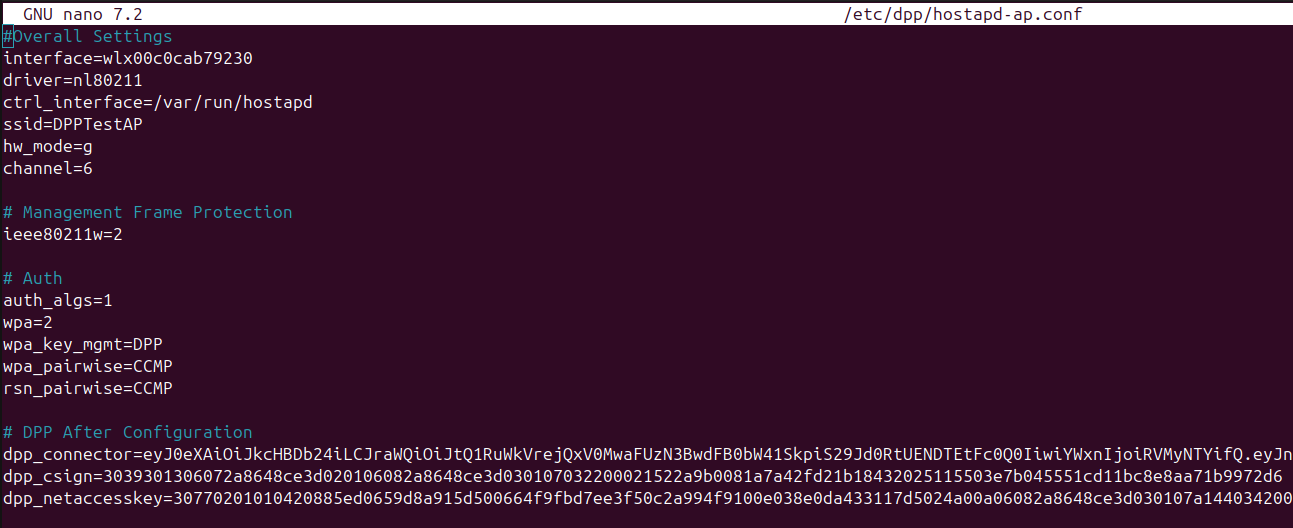 GNU nano 7.2 /etc/dpp/hostapd-ap.conf
#Overall Settings
interface=wlx00c0cab79230
driver=nl80211
ctrl_interface=/var/run/hostapd
ssid=DPPTestAP
hw_mode=g
channel=6
# Management Frame Protection
ieee80211w=2
# Auth
auth_algs=1
wpa=2
wpa_key_mgmt=DPP
wpa_pairwise=CCMP
rsn_pairwise=CCMP
# DPP After Configuration
dpp_connector=eyJ0eXAiOiJkcHBDb24iLCJraWQiOiJtQ1RuWkVrejQxV0MwaFUzN3BwdFB0bW41SkpiS29Jd0RtUENDTEtFc0Q0IiwiYWxnIjoiRVMyNTYifQ.eyJn
dpp_csign=3039301306072a8648ce3d020106082a8648ce3d030107032200021522a9b0081a7a42fd21b18432025115503e7b045551cd11bc8e8aa71b9972d6
dpp_netaccesskey=30770201010420885ed0659d8a915d500664f9fbd7ee3f50c2a994f9100e038e0da433117d5024a00a06082a8648ce3d030107a144034200